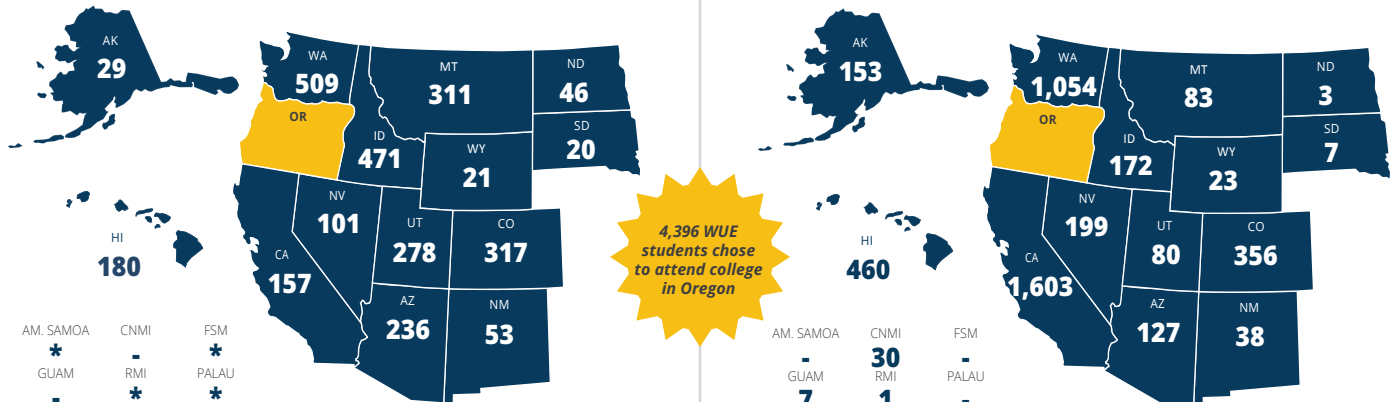 AK
29
WA
509
MT
311
ND
46
OR
ID
471
SD
20
WY
21
NV
101
UT
278
CO
317
HI
180
CA
157
AZ
236
NM
53
AM. SAMOA CNMI FSM
* - *
GUAM RMI PALAU
- * *
4,396 WUE
students chose
to attend college
in Oregon
AK
153
WA
1,054
MT
83
ND
3
OR
ID
172
SD
7
WY
23
NV
199
UT
80
CO
356
HI
460
CA
1,603
AZ
127
NM
38
AM. SAMOA CNMI FSM
- 30 -
GUAM RMI PALAU
7 1 -